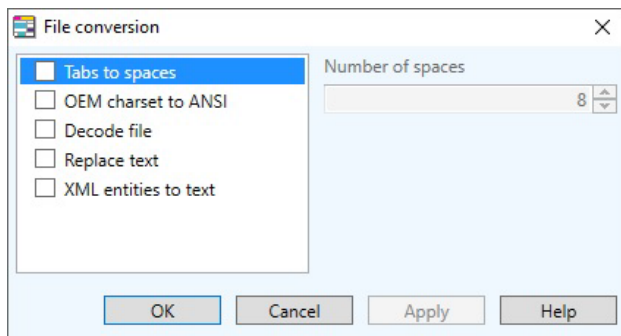 File conversion
Tabs to spaces
OEM charset to ANSI
Decode file
Replace text
XML entities to text
Number of spaces
8
OK Cancel Apply Help